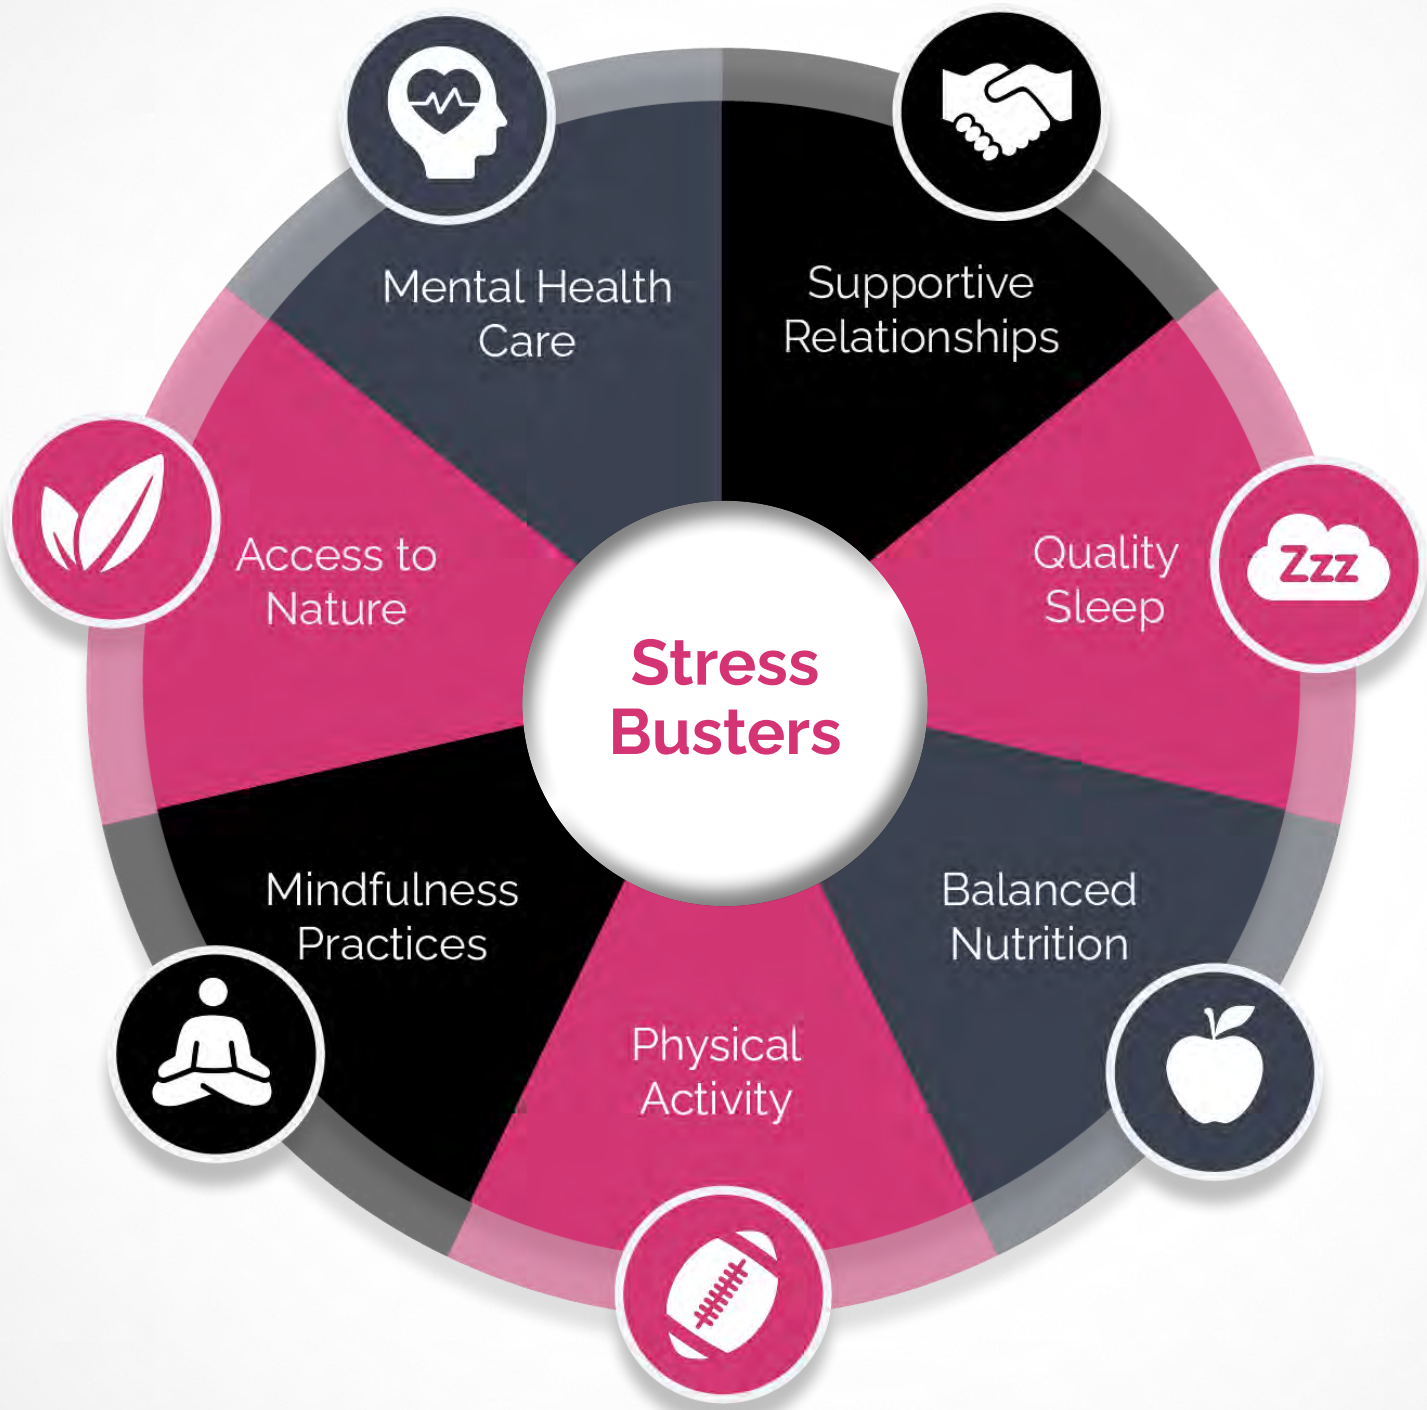 Stress
Busters
Supportive
Relationships
Quality
Sleep
Zzz
Balanced
Nutrition
Physical
Activity
Mindfulness
Practices
Access to
Nature
Mental Health
Care